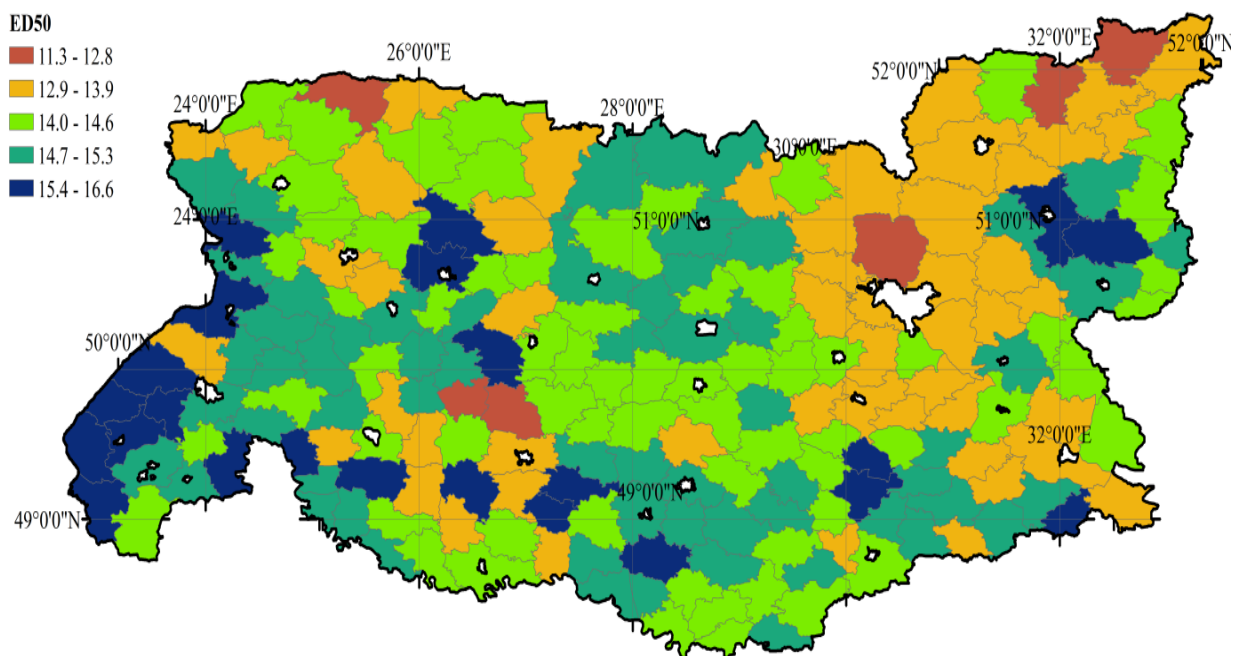 ED50
11.3 - 12.8
12.9 - 13.9
14.0 - 14.6
14.7 - 15.3
15.4 - 16.6
32°0'0"E
52°0'0"N
26°0'0"E
52°0'0"N
24°0'0"E
28°0'0"E
30°0'0"E
24°0'0"E
51°0'0"N
51°0'0"N
50°0'0"N
32°0'0"E
49°0'0"N
49°0'0"N